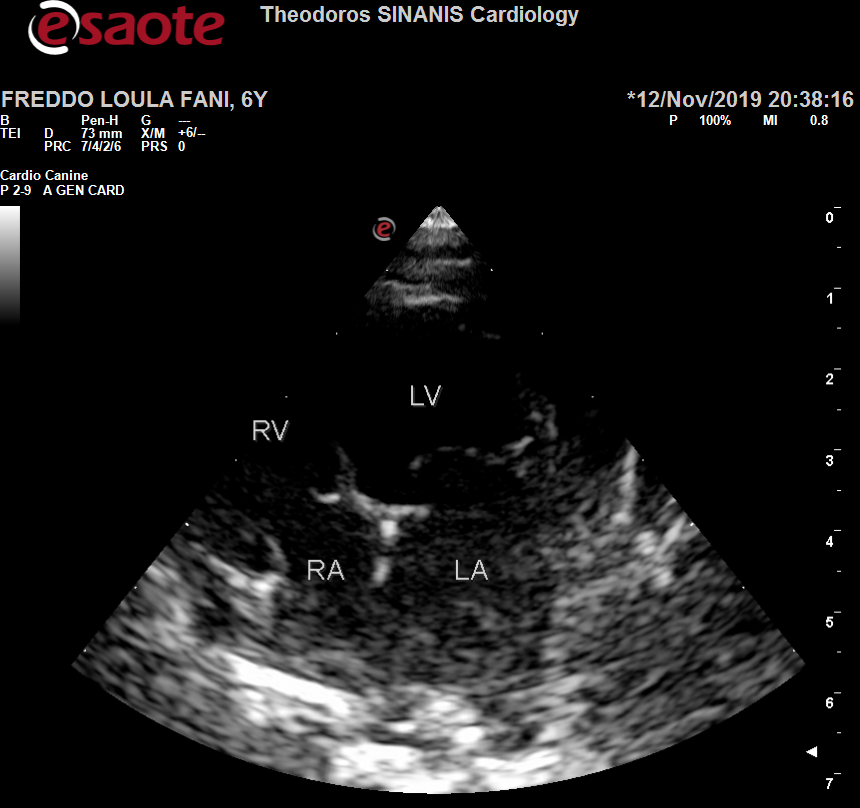 esaote
Theodoros SINANIS Cardiology
FREDDO LOULA FANI, 6Y
*12/Nov/2019 20:38:16
B Pen-H G ---
P 100% MI 0.8
TEI D 73 mm X/M +6/--
PRC 7/4/2/6 PRS 0
Cardio Canine
P 2-9 A GEN CARD
e
0
1
2
LV
RV
3
4
RA LA
5
6
7